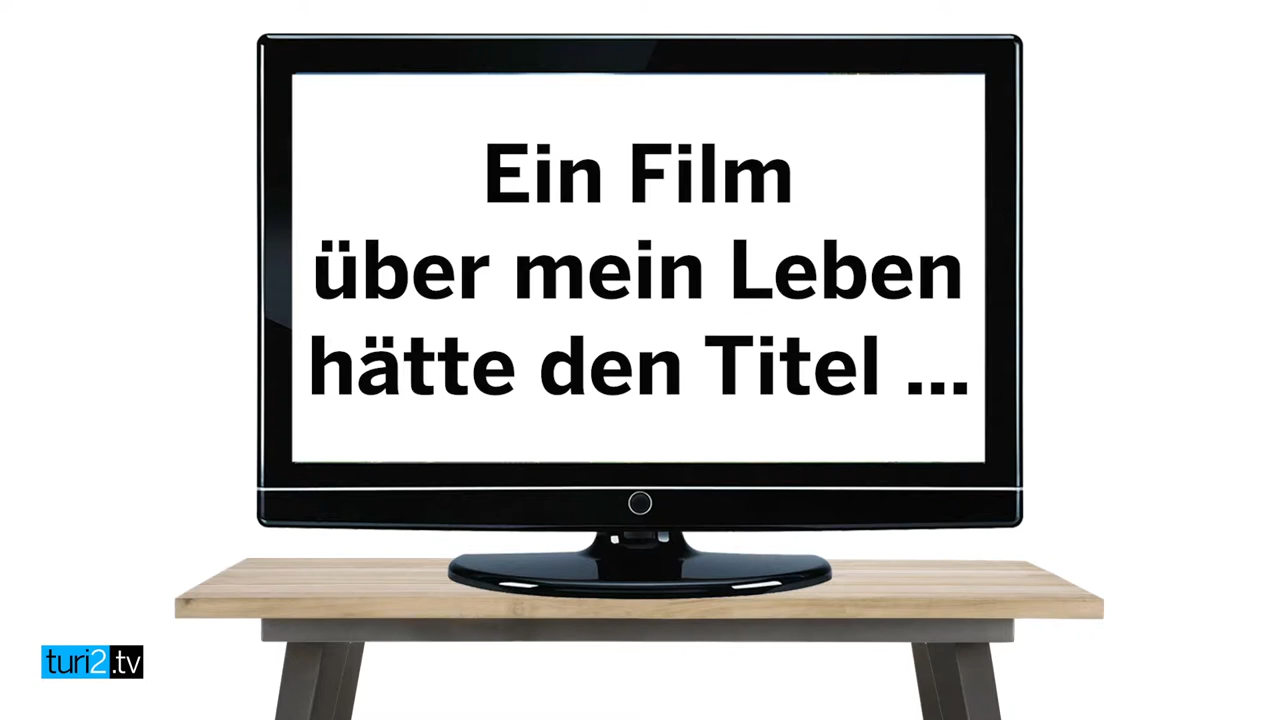 Ein Film
über mein Leben
hätte den Titel ...
turi2.tv